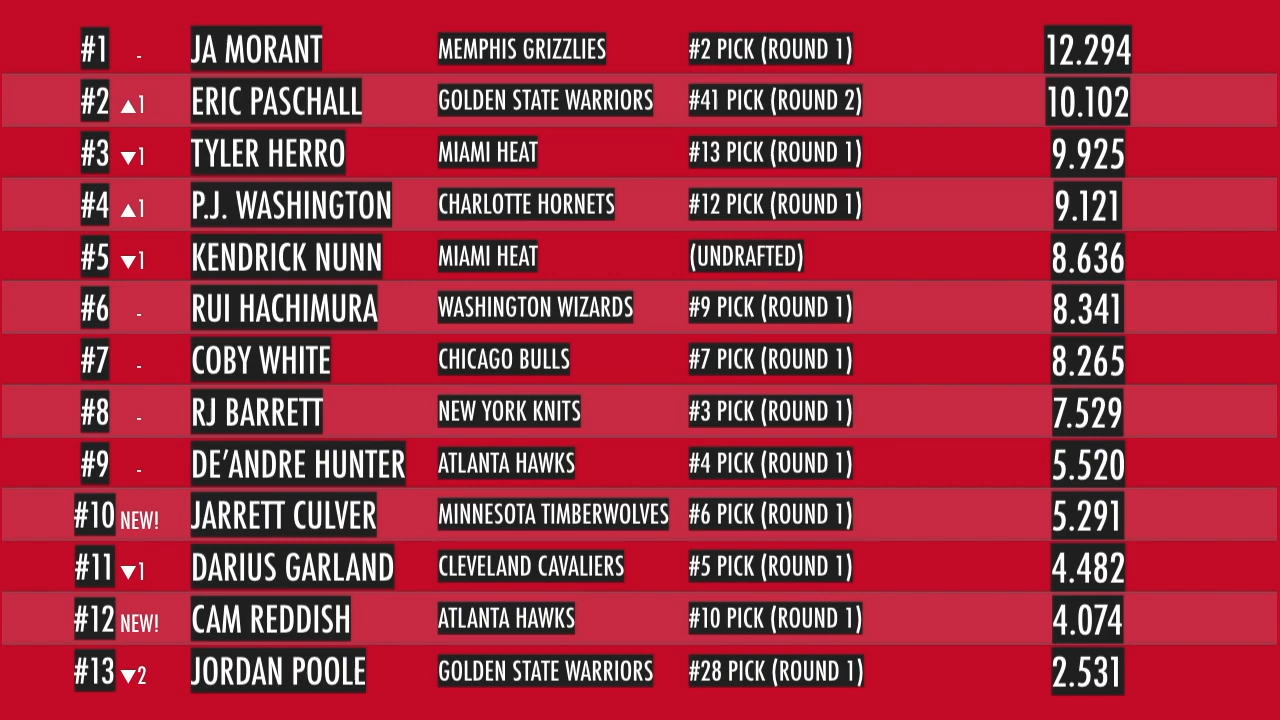 #1 - JA MORANT MEMPHIS GRIZZLIES #2 PICK (ROUND 1) 12.294
#2 ▲1 ERIC PASCHALL GOLDEN STATE WARRIORS #41 PICK (ROUND 2) 10.102
#3 ▼1 TYLER HERRO MIAMI HEAT #13 PICK (ROUND 1) 9.925
#4 ▲1 P.J. WASHINGTON CHARLOTTE HORNETS #12 PICK (ROUND 1) 9.121
#5 ▼1 KENDRICK NUNN MIAMI HEAT (UNDRAFTED) 8.636
#6 - RUI HACHIMURA WASHINGTON WIZARDS #9 PICK (ROUND 1) 8.341
#7 - COBY WHITE CHICAGO BULLS #7 PICK (ROUND 1) 8.265
#8 - RJ BARRETT NEW YORK KNITS #3 PICK (ROUND 1) 7.529
#9 - DE’ANDRE HUNTER ATLANTA HAWKS #4 PICK (ROUND 1) 5.520
#10 NEW! JARRETT CULVER MINNESOTA TIMBERWOLVES #6 PICK (ROUND 1) 5.291
#11 ▼1 DARIUS GARLAND CLEVELAND CAVALIERS #5 PICK (ROUND 1) 4.482
#12 NEW! CAM REDDISH ATLANTA HAWKS #10 PICK (ROUND 1) 4.074
#13 ▼2 JORDAN POOLE GOLDEN STATE WARRIORS #28 PICK (ROUND 1) 2.531